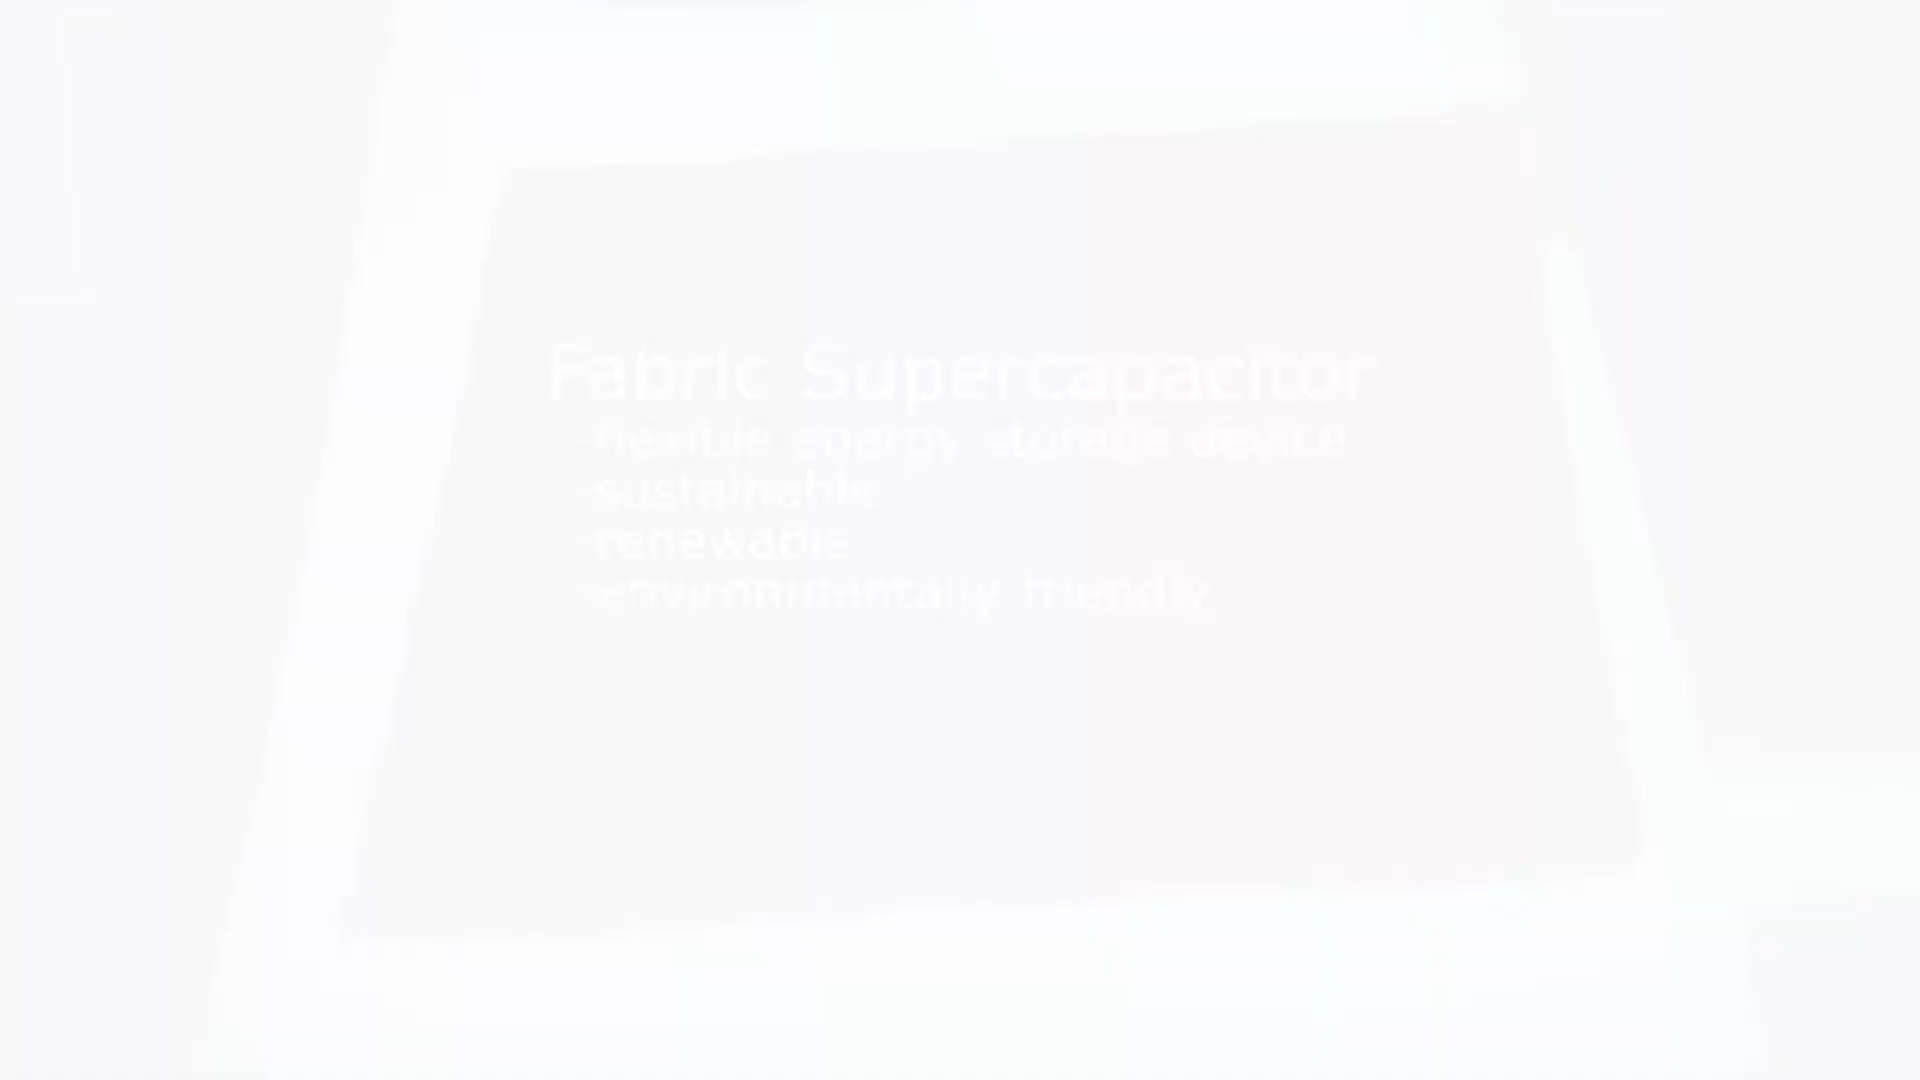 Fabric Supercapacitor
-flexible energy storage device
-sustainable
-renewable
-environmentally friendly